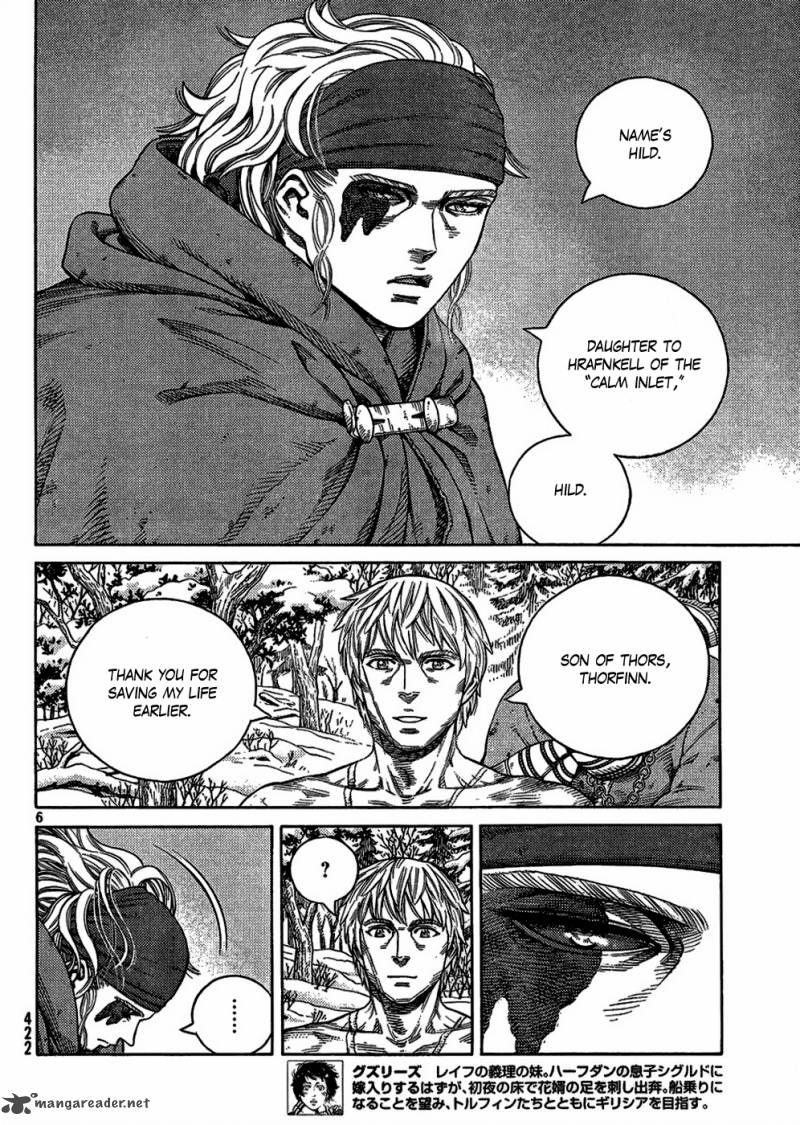 NAME'S
HILD.
DAUGHTER TO
HRAFNKELL OF THE
"CALM INLET,"
HILD.
THANK YOU FOR
SAVING MY LIFE
EARLIER.
SON OF THORS,
THORFINN.
6
?
……
422
グズリーズ レイフの義理の妹。ハーフダンの息子シグルドに
嫁入りするはずが、初夜の床で花婿の足を刺し出奔。船乗りに
なることを望み、トルフィンたちとともにギリシアを目指す。
mangareader.net